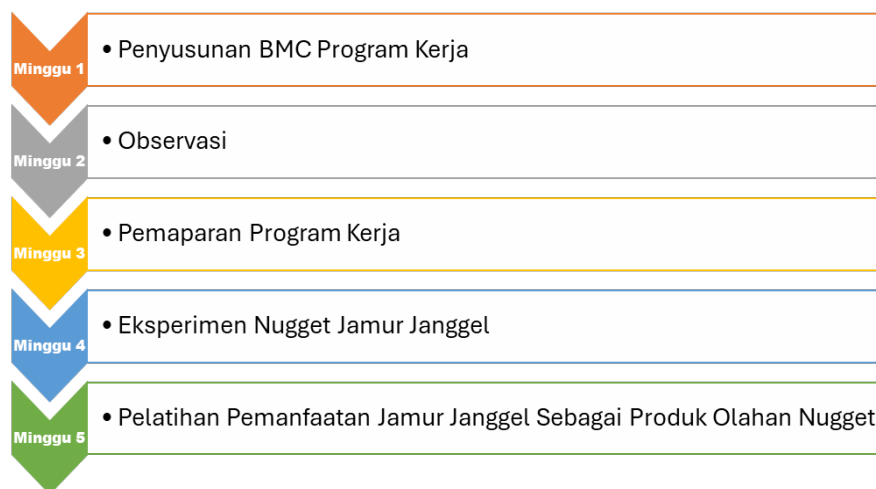 Minggu 1
• Penyusunan BMC Program Kerja
Minggu 2
• Observasi
Minggu 3
• Pemaparan Program Kerja
Minggu 4
• Eksperimen Nugget Jamur Janggel
Minggu 5
• Pelatihan Pemanfaatan Jamur Janggel Sebagai Produk Olahan Nugget